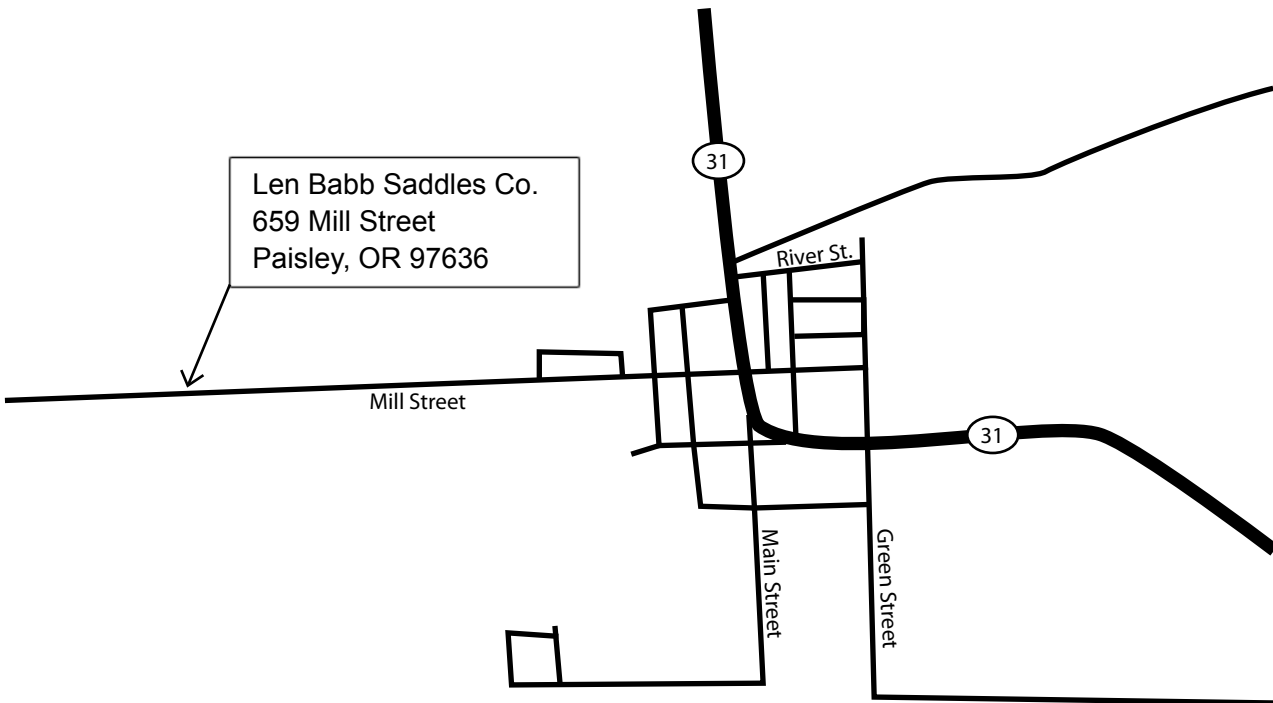 31
Len Babb Saddles Co.
659 Mill Street
Paisley, OR 97636
River St.
Mill Street
31
Main Street
Green Street